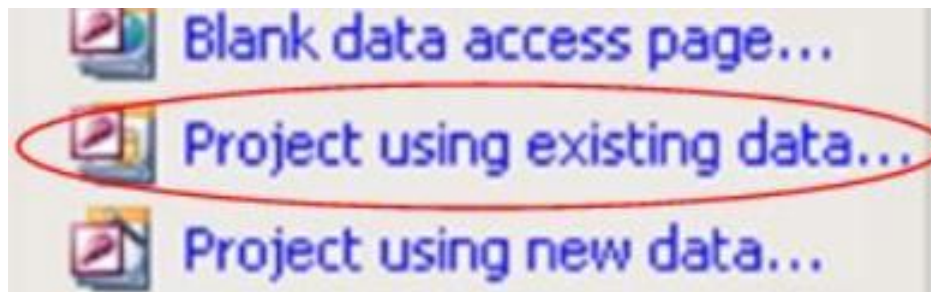 Blank data access page...
Project using existing data...
Project using new data...